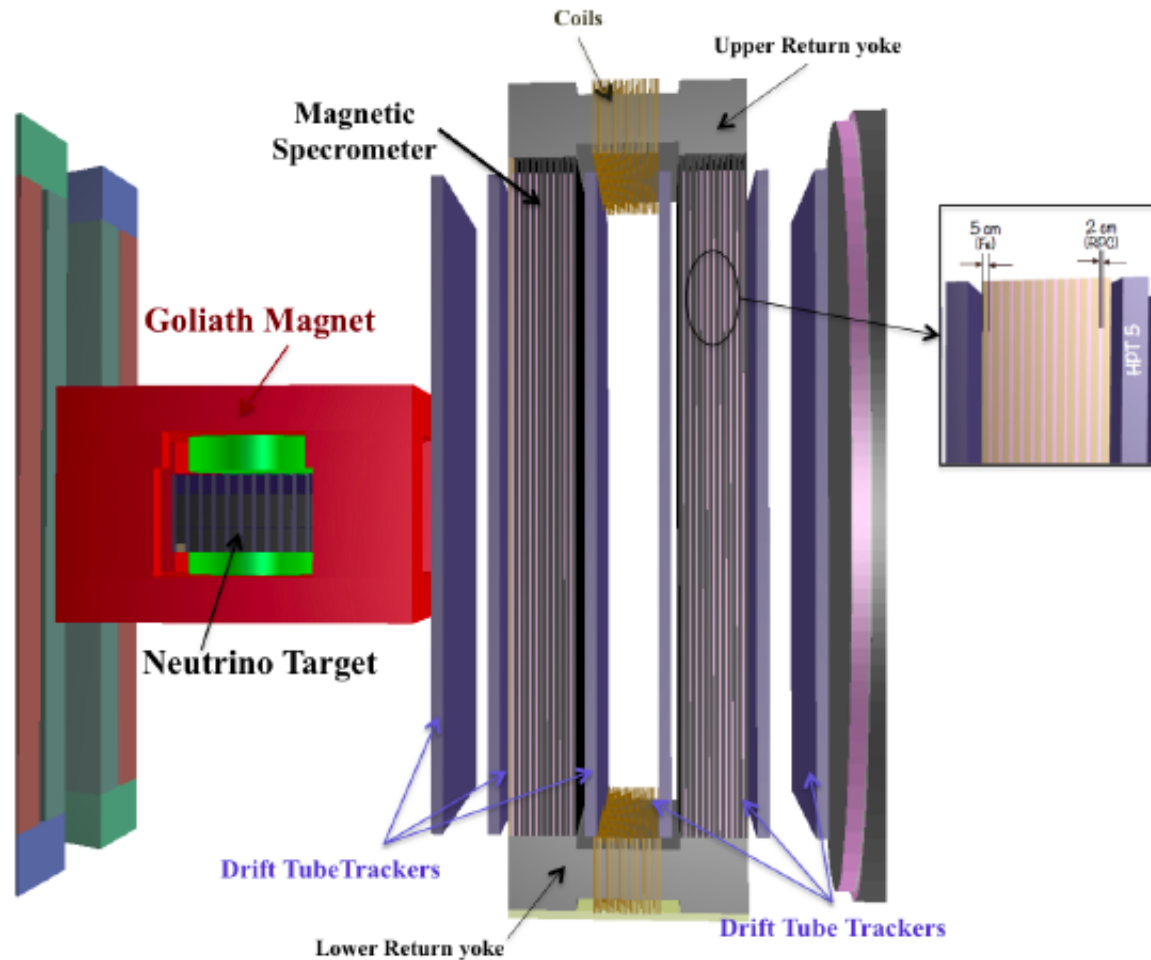 Coils
Upper Return yoke
Magnetic
Specrometer
5 cm
(Fe)
2 cm
(RPC)
HPT 5
Goliath Magnet
Neutrino Target
Drift TubeTrackers
Drift Tube Trackers
Lower Return yoke